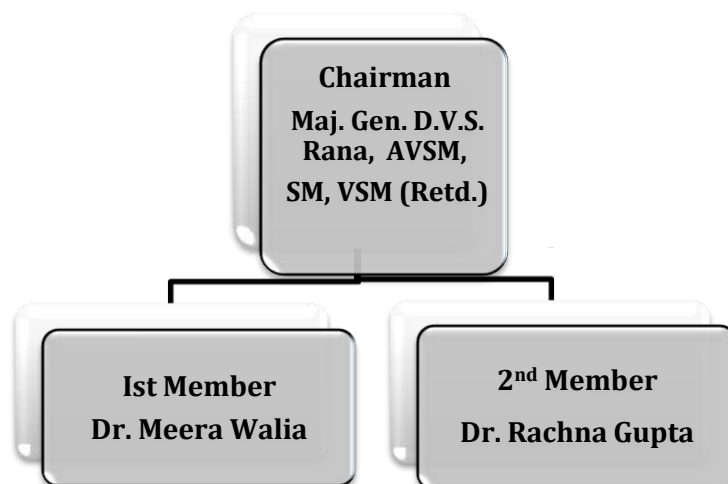 Chairman
Maj. Gen. D.V.S.
Rana, AVSM,
SM, VSM (Retd.)
Ist Member
Dr. Meera Walia
2nd Member
Dr. Rachna Gupta